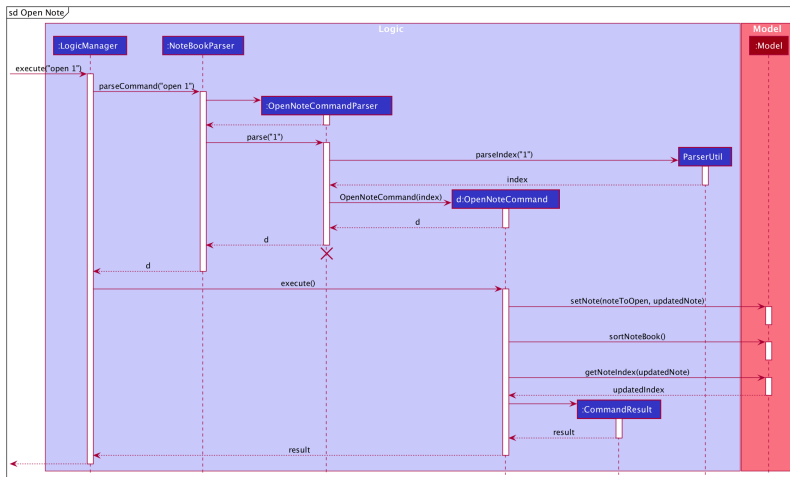 sd Open Note
Logic
Model
:LogicManager
:NoteBookParser
:Model
execute("open 1")
parseCommand("open 1")
:OpenNoteCommandParser
parse("1")
parseIndex("1")
ParserUtil
index
OpenNoteCommand(index)
d:OpenNoteCommand
d
d
d
execute()
setNote(noteToOpen, updatedNote)
sortNoteBook()
getNoteIndex(updatedNote)
updatedIndex
:CommandResult
result
result